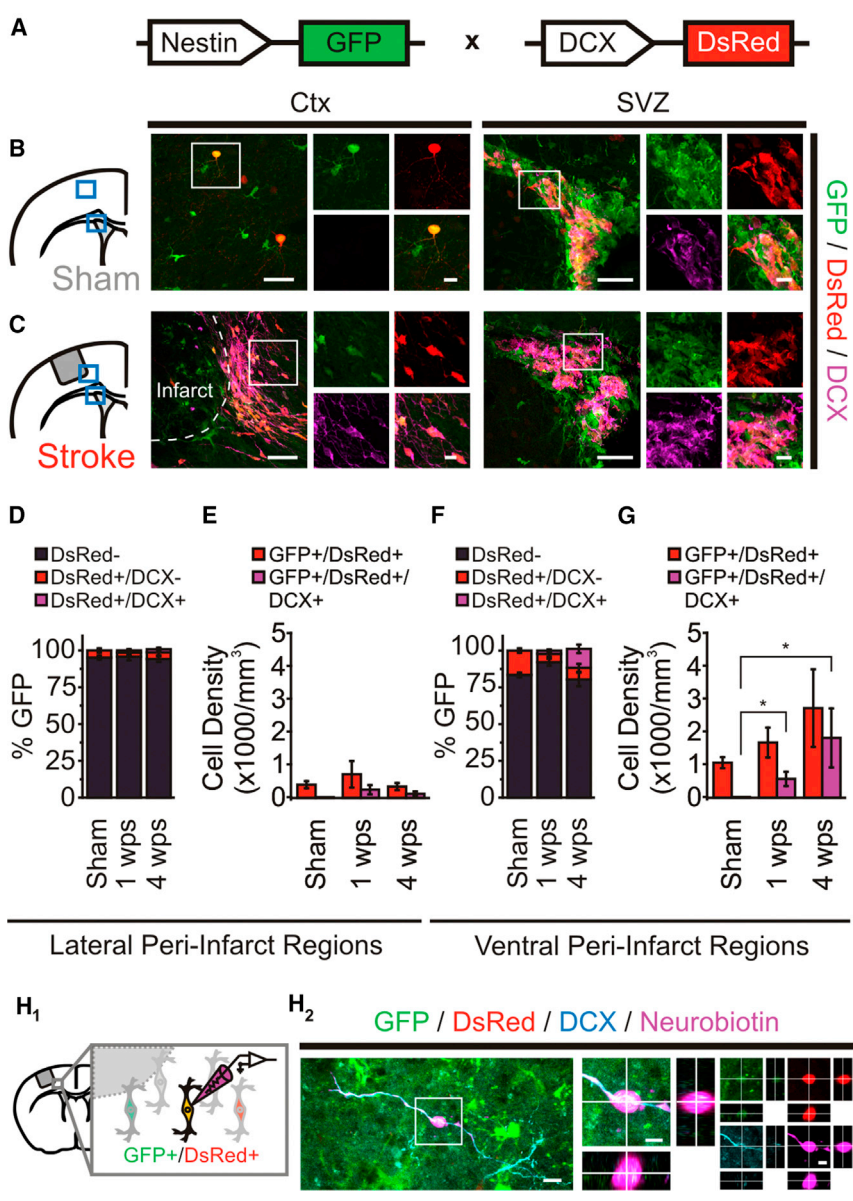 A
Nestin GFP x DCX DsRed
Ctx SVZ
B
Sham
C
Infarct
Stroke
GFP / DsRed / DCX
D
DsRed-
DsRed+/DCX-
DsRed+/DCX+
% GFP
100
75
50
25
0
Sham
1 wps
4 wps
E
GFP+/DsRed+
GFP+/DsRed+/
DCX+
Cell Density
(x1000/mm³)
5
4
3
2
1
0
Sham
1 wps
4 wps
F
DsRed-
DsRed+/DCX-
DsRed+/DCX+
% GFP
100
75
50
25
0
Sham
1 wps
4 wps
G
GFP+/DsRed+
GFP+/DsRed+/
DCX+
Cell Density
(x1000/mm³)
5
4
3
2
1
0
*
*
Sham
1 wps
4 wps
Lateral Peri-Infarct Regions
Ventral Peri-Infarct Regions
H₁
GFP+/DsRed+
H₂
GFP / DsRed / DCX / Neurobiotin